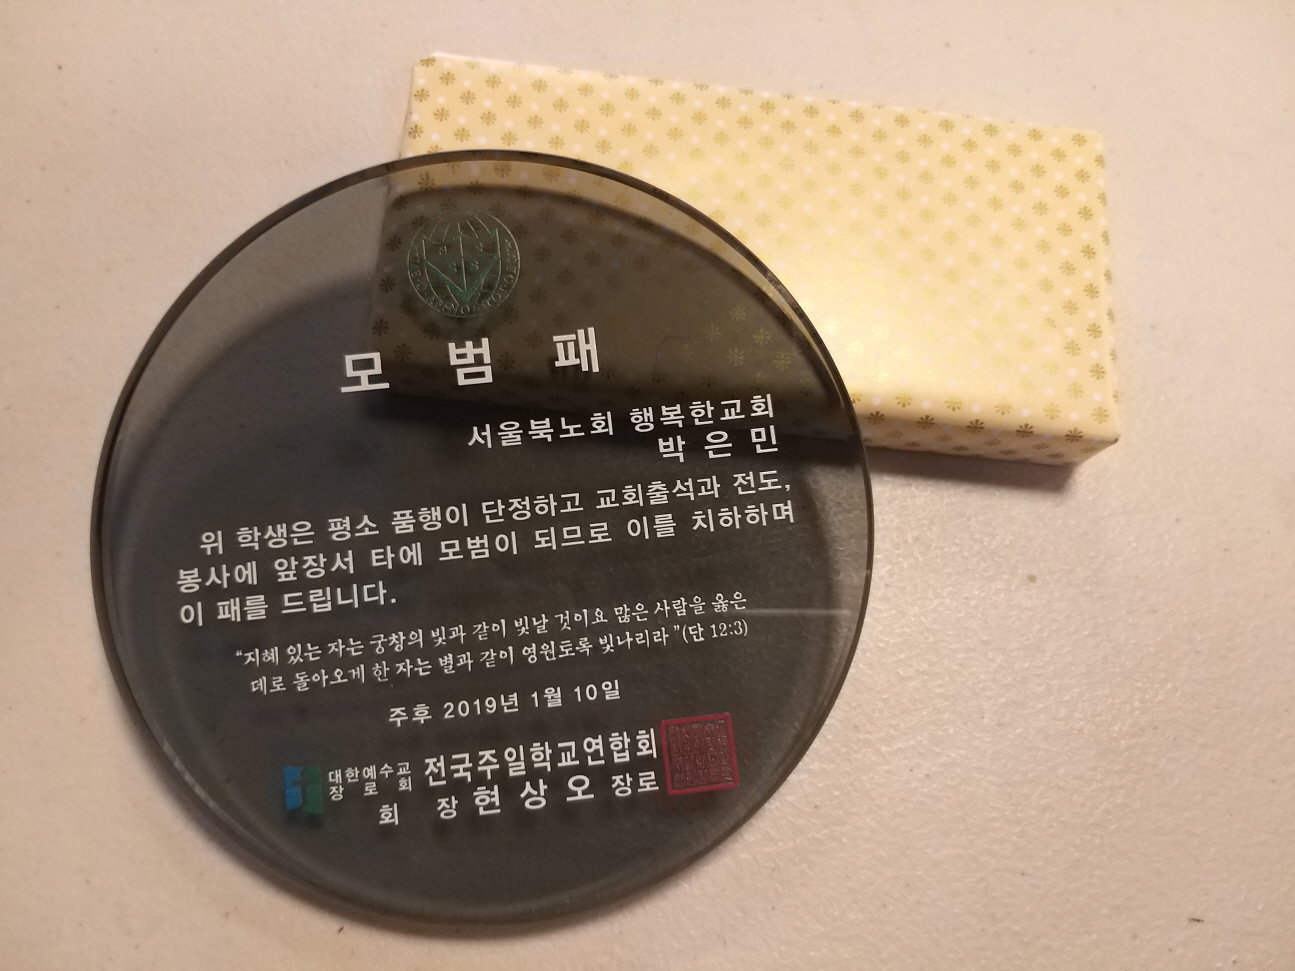 모 범 패
서울북노회 행복한교회
박 은 민
위 학생은 평소 품행이 단정하고 교회출석과 전도,
봉사에 앞장서 타에 모범이 되므로 이를 치하하며
이 패를 드립니다.
“지혜 있는 자는 궁창의 빛과 같이 빛날 것이요 많은 사람을 옳은
데로 돌아오게 한 자는 별과 같이 영원토록 빛나리라 ”(단 12:3)
주후 2019년 1월 10일
대한예수교
장 로 회
전국주일학교연합회
회 장 현 상 오 장로